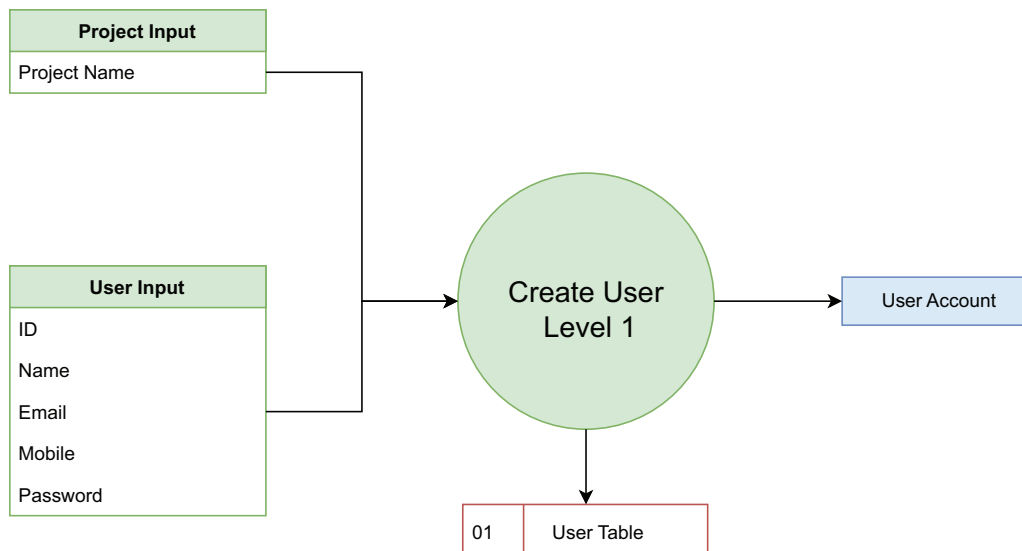 Project Input
Project Name
User Input
ID
Name
Email
Mobile
Password
Create User
Level 1
User Account
01 User Table